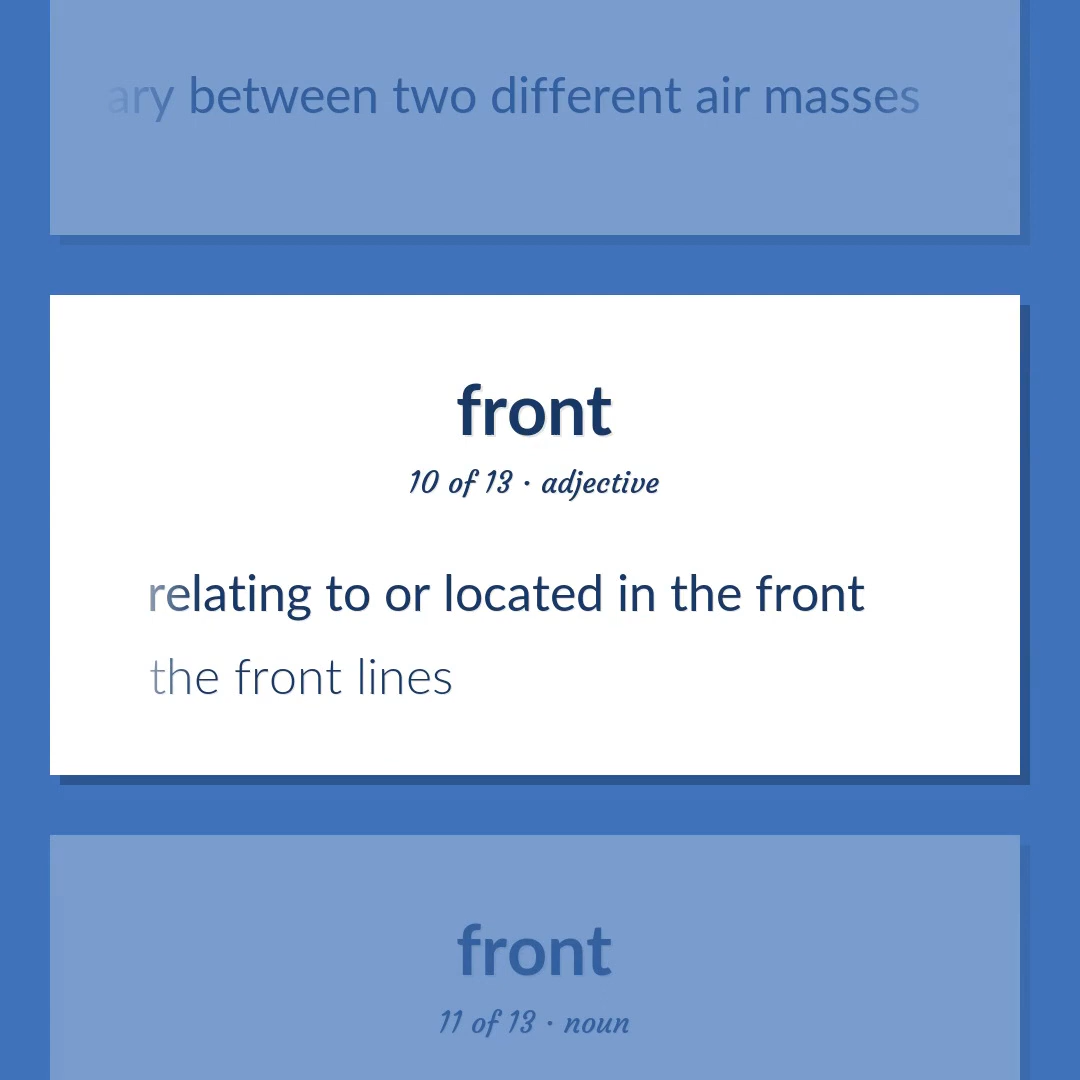 ary between two different air masses
front
10 of 13 · adjective
relating to or located in the front
the front lines
front
11 of 13 · noun